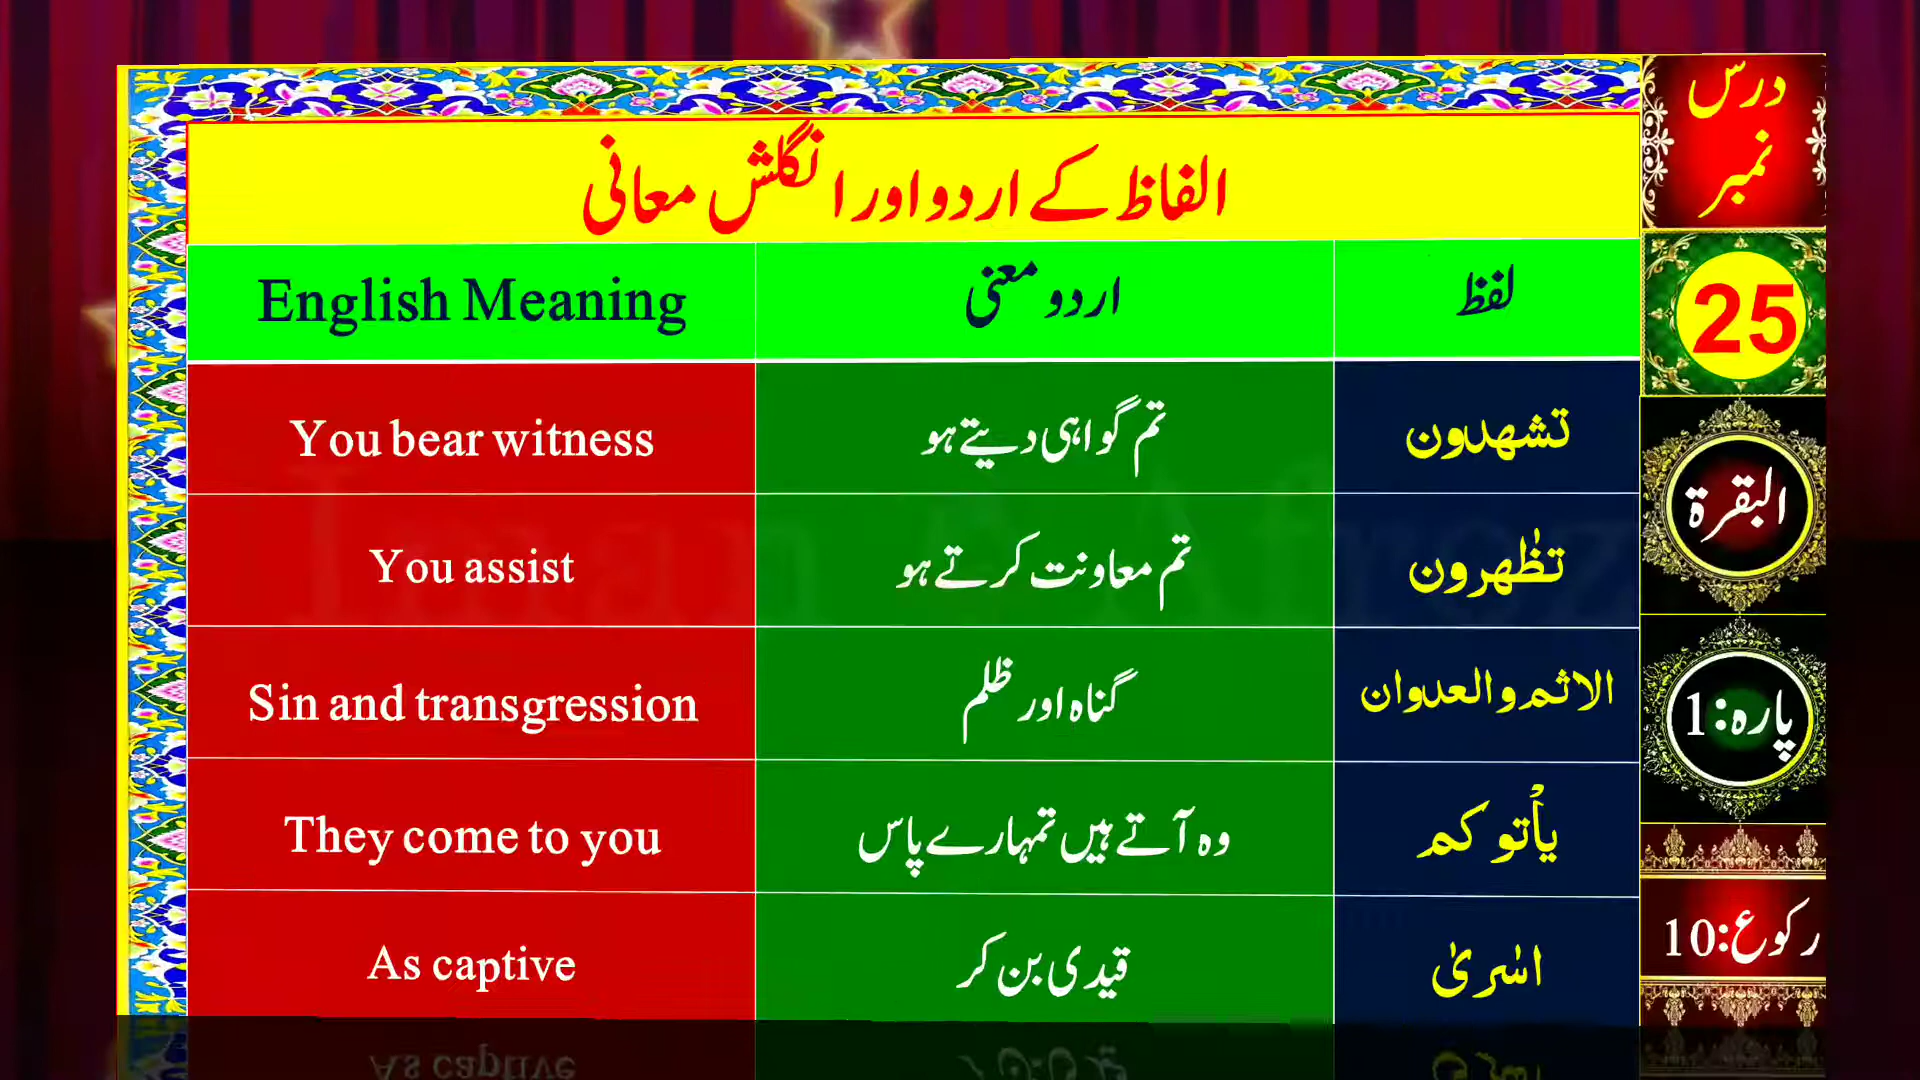 الفاظ کے اردو اور انگلش معانی
لفظ اردو معنی English Meaning
تشھدون تم گواہی دیتے ہو You bear witness
تظٰھرون تم معاونت کرتے ہو You assist
الاثم والعدوان گناہ اور ظلم Sin and transgression
یأتوکم وہ آتے ہیں تمہارے پاس They come to you
اسٰریٰ قیدی بن کر As captive
درس
نمبر
25
البقرۃ
پارہ:1
رکوع:10